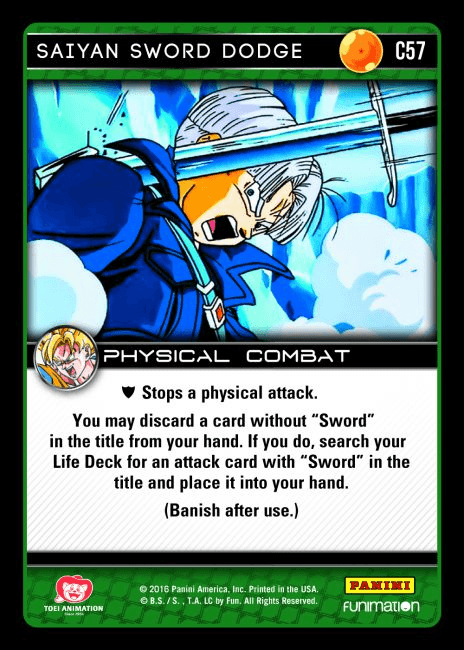 SAIYAN SWORD DODGE C57
PHYSICAL COMBAT
Stops a physical attack.
You may discard a card without “Sword”
in the title from your hand. If you do, search your
Life Deck for an attack card with “Sword” in the
title and place it into your hand.
(Banish after use.)
TOEI ANIMATION
Since 1956
© 2016 Panini America, Inc. Printed in the USA.
© B.S. / S. , T.A. LC by Fun. All Rights Reserved.
PANINI
FUNIMATION